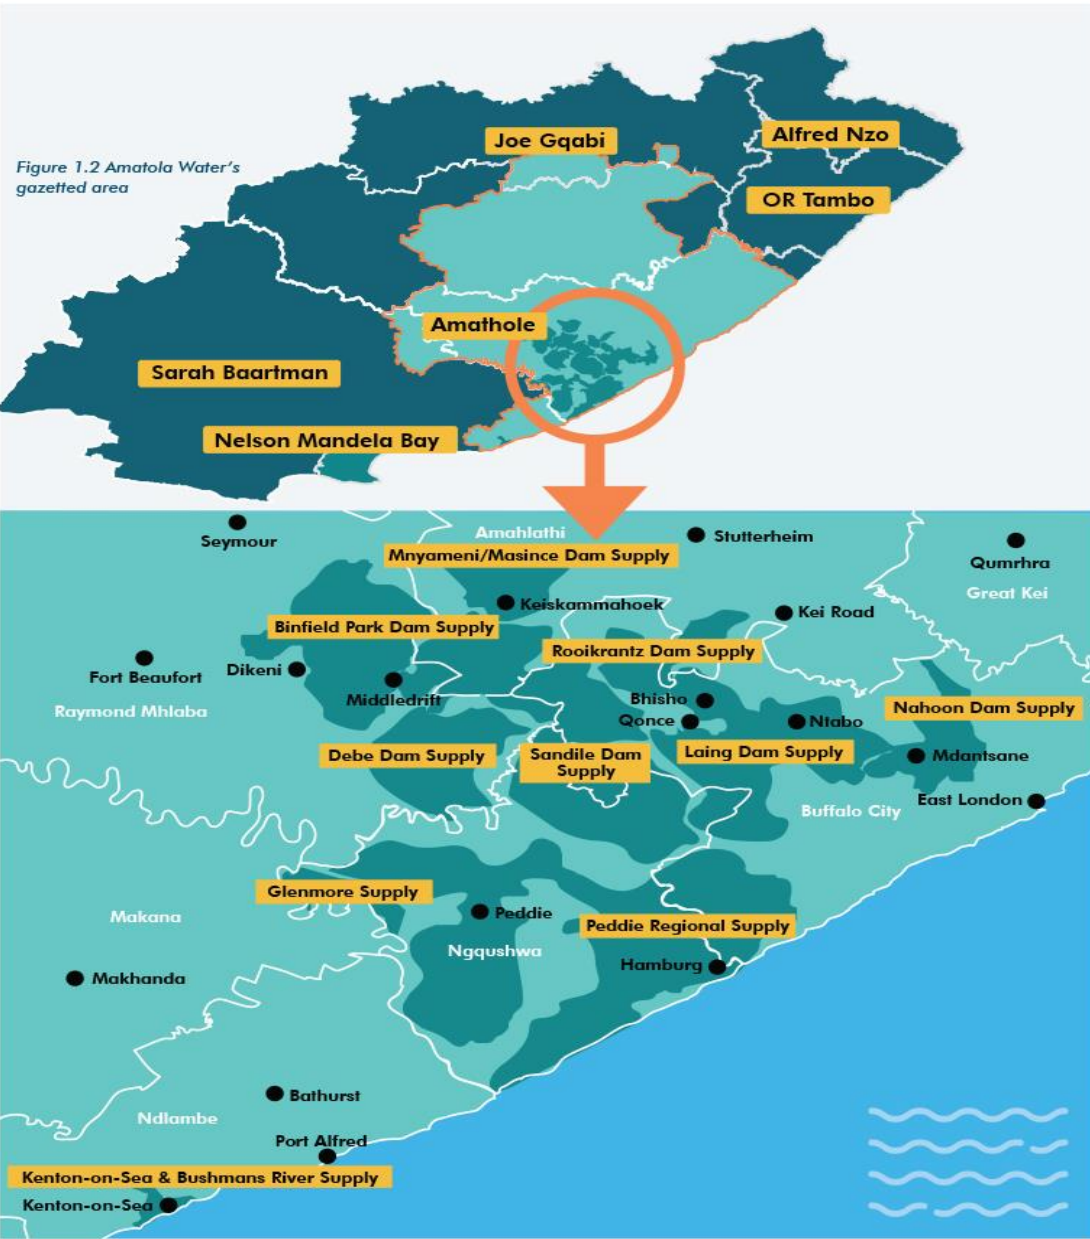 Joe Gqabi
Alfred Nzo
Figure 1.2 Amatola Water's
gazetted area
OR Tambo
Amathole
Sarah Baartman
Nelson Mandela Bay
Seymour
Amahlathi
Stutterheim
Mnyameni/Masince Dam Supply
Qumrhra
Great Kei
Keiskammahoek
Kei Road
Binfield Park Dam Supply
Rooikrantz Dam Supply
Fort Beaufort
Dikeni
Middledrift
Raymond Mhlaba
Bhisho
Qonce
Ntabo
Nahoon Dam Supply
Debe Dam Supply
Sandile Dam
Supply
Laing Dam Supply
Mdantsane
East London
Buffalo City
Glenmore Supply
Makana
Peddie
Peddie Regional Supply
Ngqushwa
Hamburg
Makhanda
Bathurst
Ndlambe
Port Alfred
Kenton-on-Sea & Bushmans River Supply
Kenton-on-Sea